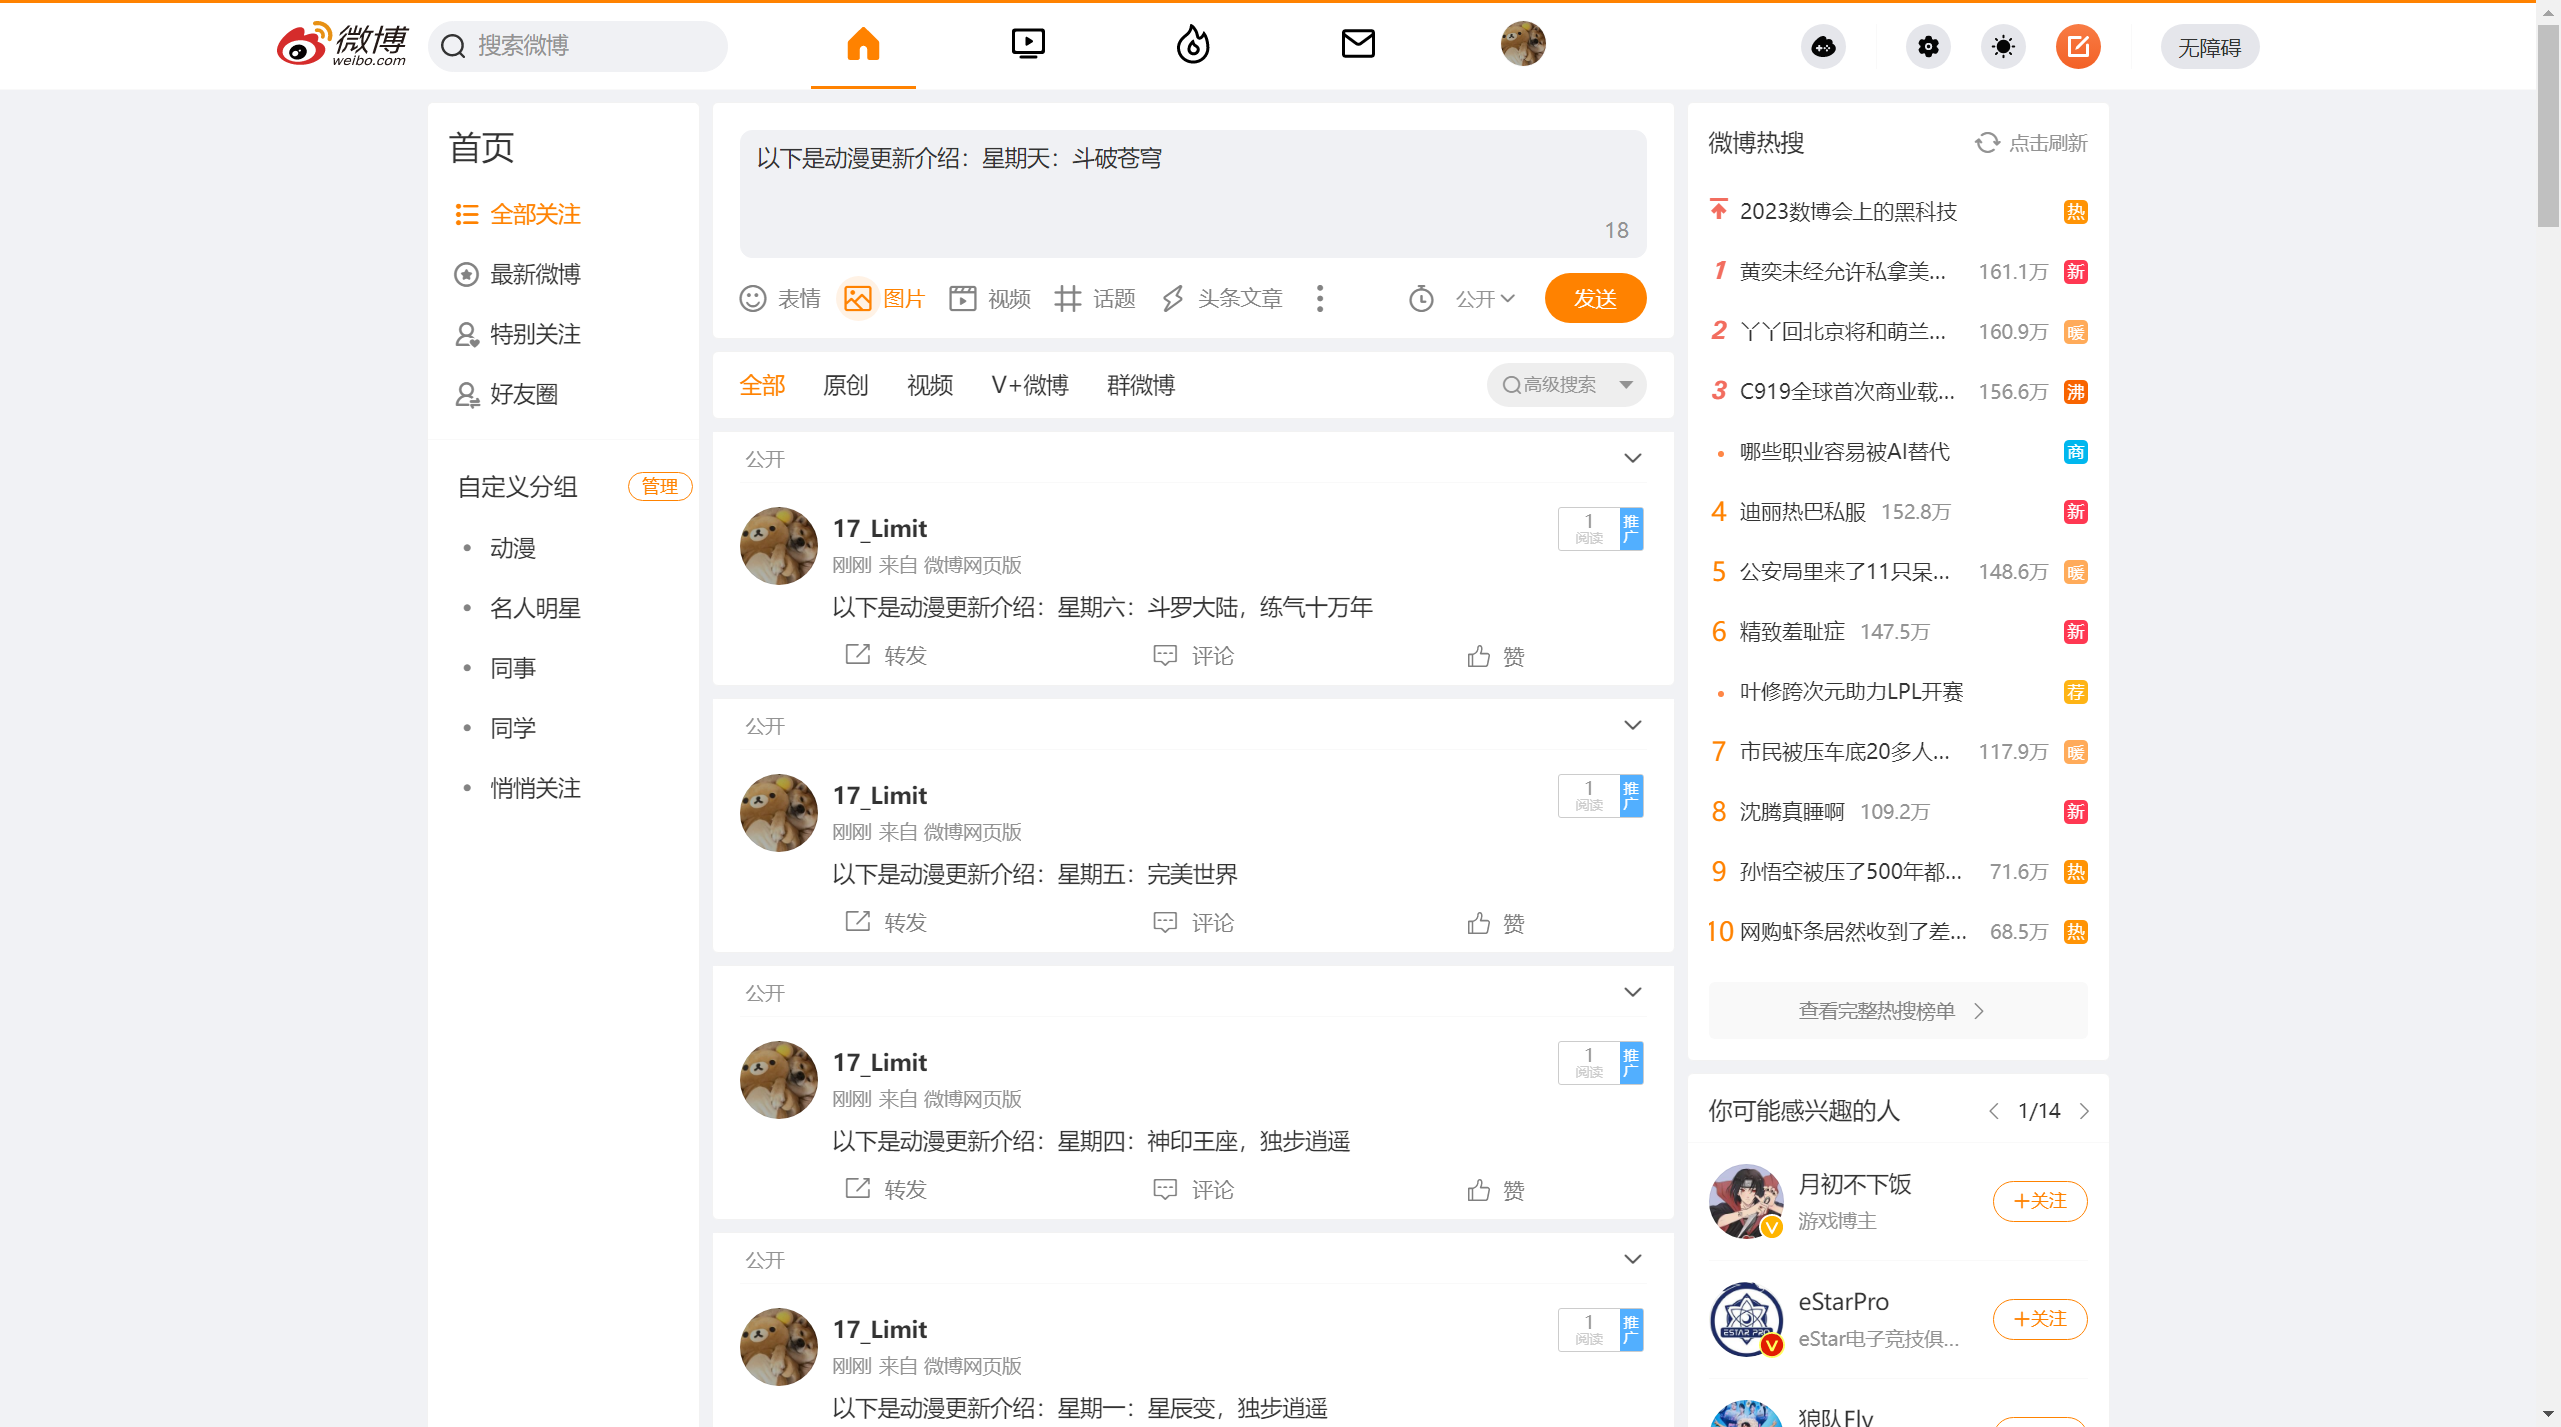 微博
weibo.com
搜索微博
无障碍
首页
全部关注
最新微博
特别关注
好友圈
自定义分组
管理
动漫
名人明星
同事
同学
悄悄关注
以下是动漫更新介绍：星期天：斗破苍穹
18
表情
图片
视频
话题
头条文章
公开
发送
全部
原创
视频
V+微博
群微博
高级搜索
公开
17_Limit
刚刚 来自 微博网页版
1
阅读
推广
以下是动漫更新介绍：星期六：斗罗大陆，练气十万年
转发
评论
赞
公开
17_Limit
刚刚 来自 微博网页版
1
阅读
推广
以下是动漫更新介绍：星期五：完美世界
转发
评论
赞
公开
17_Limit
刚刚 来自 微博网页版
1
阅读
推广
以下是动漫更新介绍：星期四：神印王座，独步逍遥
转发
评论
赞
公开
17_Limit
刚刚 来自 微博网页版
1
阅读
推广
以下是动漫更新介绍：星期一：星辰变，独步逍遥
微博热搜
点击刷新
2023数博会上的黑科技 热
1 黄奕未经允许私拿美... 161.1万 新
2 丫丫回北京将和萌兰... 160.9万 暖
3 C919全球首次商业载... 156.6万 沸
哪些职业容易被AI替代 商
4 迪丽热巴私服 152.8万 新
5 公安局里来了11只呆... 148.6万 暖
6 精致羞耻症 147.5万 新
叶修跨次元助力LPL开赛 荐
7 市民被压车底20多人... 117.9万 暖
8 沈腾真睡啊 109.2万 新
9 孙悟空被压了500年都... 71.6万 热
10 网购虾条居然收到了差... 68.5万 热
查看完整热搜榜单
你可能感兴趣的人
1/14
月初不下饭
游戏博主
+关注
eStarPro
eStar电子竞技俱...
+关注
ESTAR PRO
狼队Fly